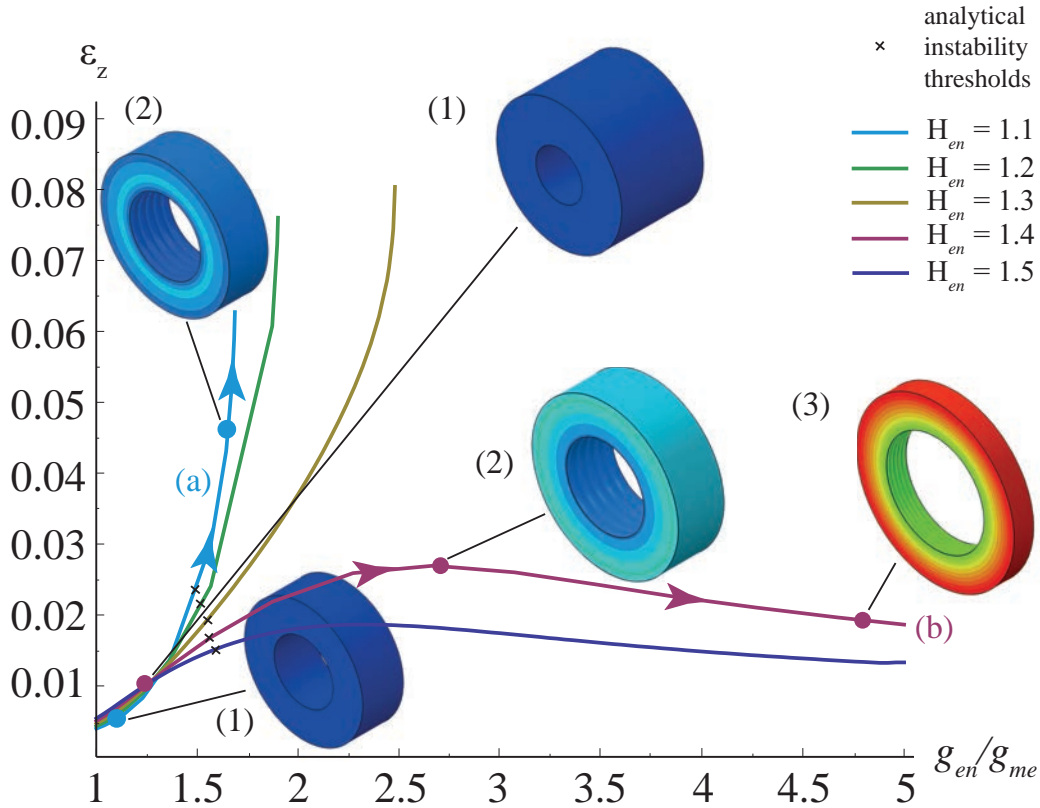 analytical
× instability
thresholds
ε_z
(2)
(1)
0.09
H_en = 1.1
0.08
H_en = 1.2
H_en = 1.3
H_en = 1.4
0.07
H_en = 1.5
0.06
0.05
(3)
(2)
(a)
0.04
0.03
0.02
(b)
0.01
(1)
1 1.5 2 2.5 3 3.5 4 4.5 5
g_en/g_me